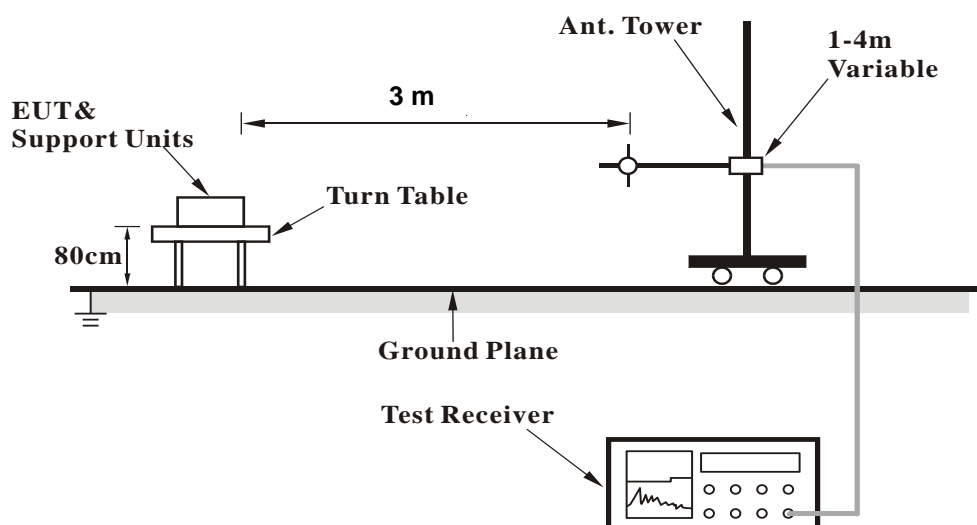 Ant. Tower
1-4m
Variable
3 m
EUT&
Support Units
Turn Table
80cm
Ground Plane
Test Receiver